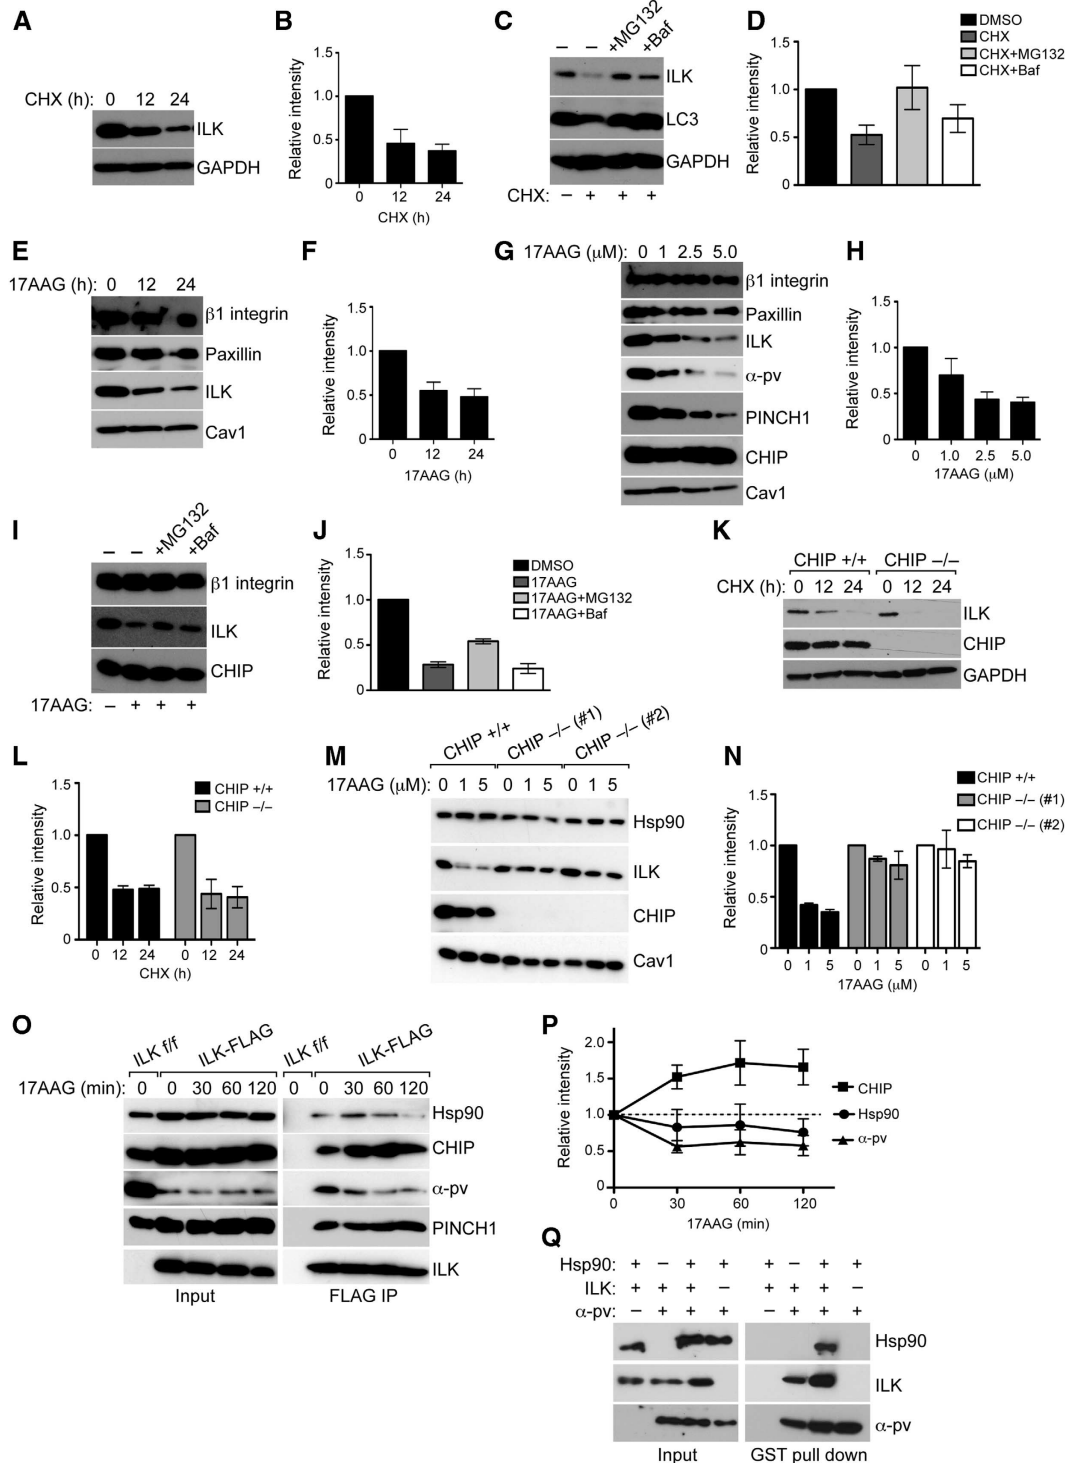 A
CHX (h): 0 12 24
ILK
GAPDH
B
Relative intensity
1.5
1.0
0.5
0
0 12 24
CHX (h)
C
– – +MG132 +Baf
ILK
LC3
GAPDH
CHX: – + + +
D
DMSO
CHX
CHX+MG132
CHX+Baf
Relative intensity
1.5
1.0
0.5
0
E
17AAG (h): 0 12 24
β1 integrin
Paxillin
ILK
Cav1
F
Relative intensity
1.5
1.0
0.5
0
0 12 24
17AAG (h)
G
17AAG (μM): 0 1 2.5 5.0
β1 integrin
Paxillin
ILK
α-pv
PINCH1
CHIP
Cav1
H
Relative intensity
1.5
1.0
0.5
0
0 1.0 2.5 5.0
17AAG (μM)
I
– – +MG132 +Baf
β1 integrin
ILK
CHIP
17AAG: – + + +
J
DMSO
17AAG
17AAG+MG132
17AAG+Baf
Relative intensity
1.5
1.0
0.5
0
K
CHIP +/+ CHIP –/–
CHX (h): 0 12 24 0 12 24
ILK
CHIP
GAPDH
L
CHIP +/+
CHIP –/–
Relative intensity
1.5
1.0
0.5
0
0 12 24 0 12 24
CHX (h)
M
CHIP +/+ CHIP –/– (#1) CHIP –/– (#2)
17AAG (μM): 0 1 5 0 1 5 0 1 5
Hsp90
ILK
CHIP
Cav1
N
CHIP +/+
CHIP –/– (#1)
CHIP –/– (#2)
Relative intensity
1.5
1.0
0.5
0
0 1 5 0 1 5 0 1 5
17AAG (μM)
O
ILK f/f ILK-FLAG ILK f/f ILK-FLAG
17AAG (min): 0 0 30 60 120 0 0 30 60 120
Hsp90
CHIP
α-pv
PINCH1
ILK
Input FLAG IP
P
Relative intensity
2.0
1.5
1.0
0.5
0
0 30 60 120
17AAG (min)
CHIP
Hsp90
α-pv
Q
Hsp90: + – + + + – + +
ILK: + + + – + + + –
α-pv: – + + + – + + +
Hsp90
ILK
α-pv
Input GST pull down